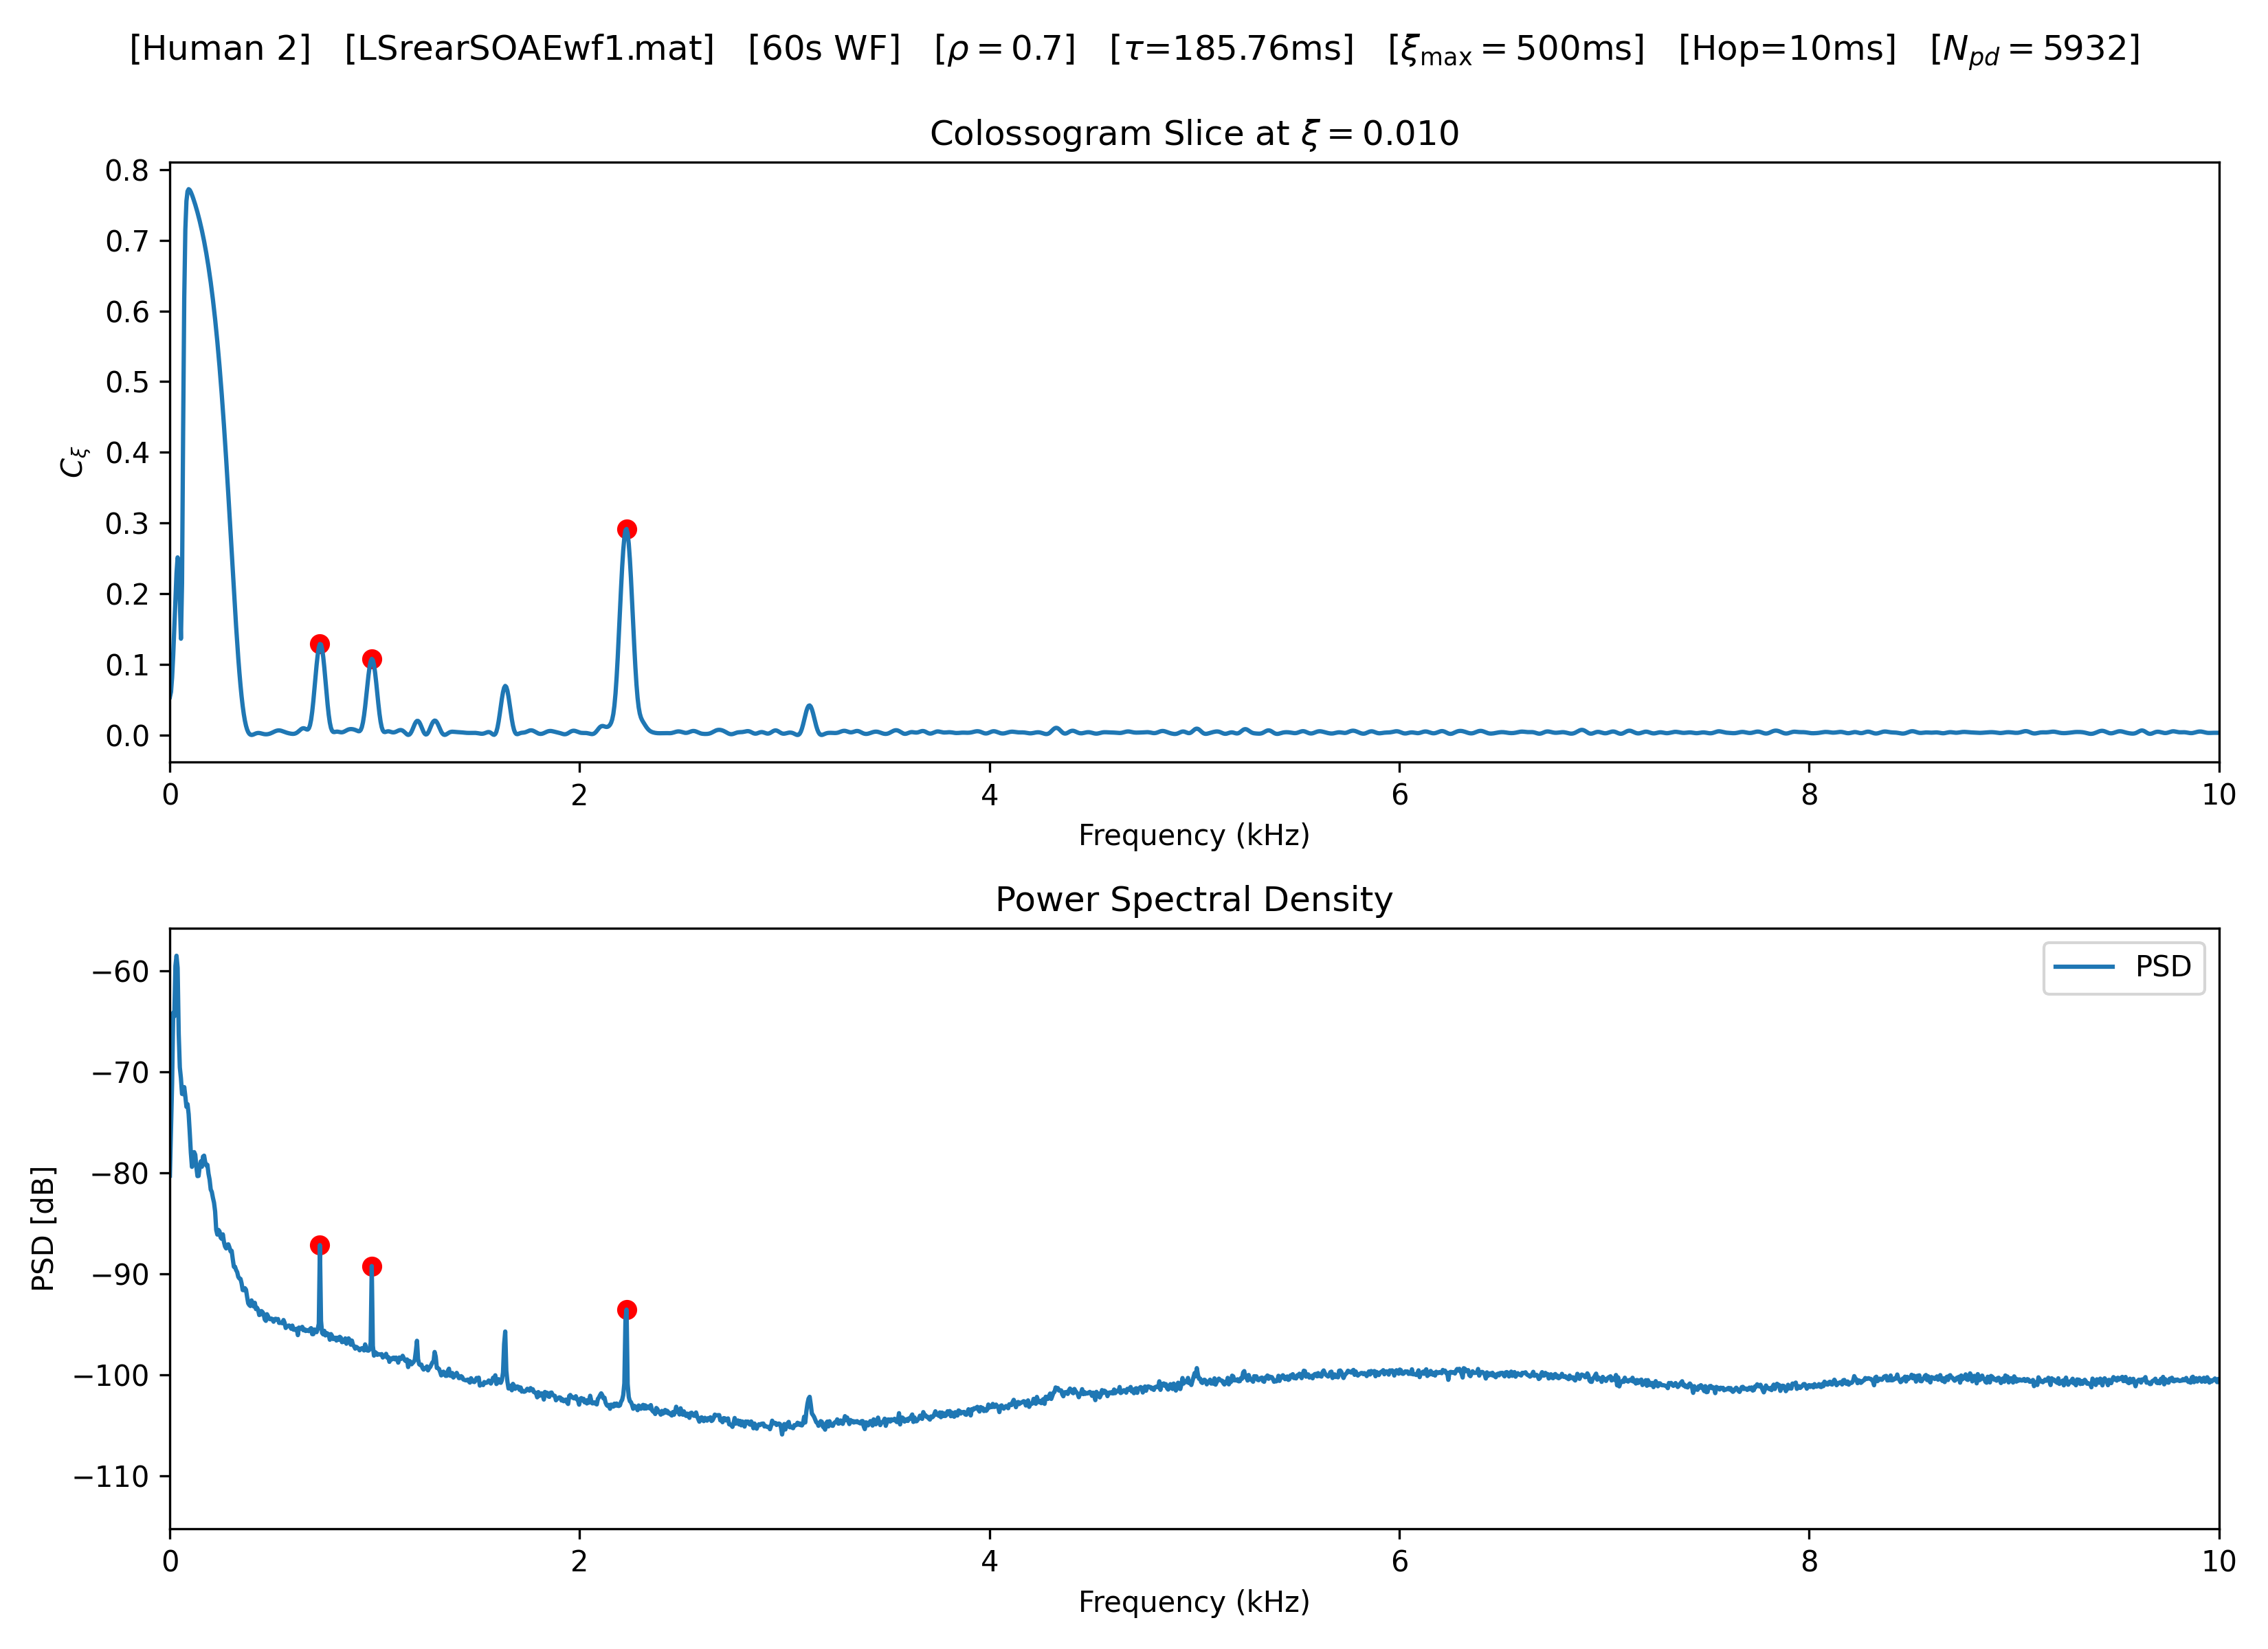 [Human 2] [LSrearSOAEwf1.mat] [60s WF] [ρ = 0.7] [τ=185.76ms] [ξmax = 500ms] [Hop=10ms] [Npd = 5932]
Colossogram Slice at ξ = 0.010
0.8
0.7
0.6
0.5
0.4
0.3
0.2
0.1
0.0
Cξ
0 2 4 6 8 10
Frequency (kHz)
Power Spectral Density
PSD
−60
−70
−80
−90
−100
−110
PSD [dB]
0 2 4 6 8 10
Frequency (kHz)